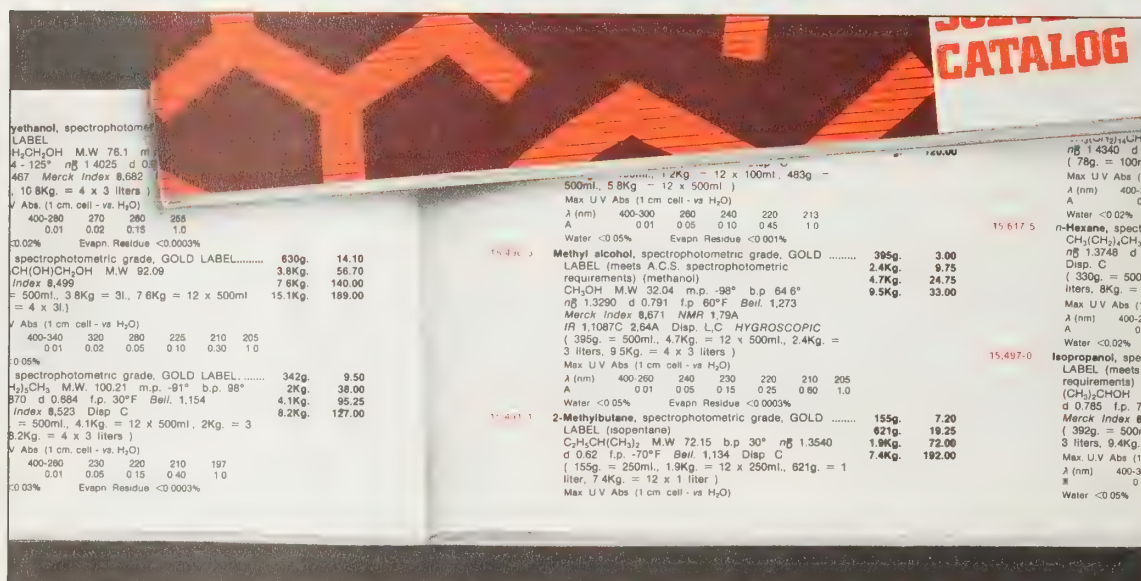 CATALOG
yethanol, spectrophotomet
LABEL
H₂CH₂OH M.W 76.1 m
4 - 125° 1.4025 d 0.9
467 Merck Index 8,682
, 10.8Kg. = 4 x 3 liters )
V Abs. (1 cm. cell - vs. H₂O)
400-280 270 260 255
0.01 0.02 0.15 1.0
<0.02% Evapn. Residue <0.0003%
spectrophotometric grade, GOLD LABEL........ 630g. 14.10
CH(OH)CH₂OH M.W 92.09 3.8Kg. 56.70
Index 8,499 7.6Kg. 140.00
= 500ml., 3 8Kg = 3l., 7 6Kg = 12 x 500ml 15.1Kg. 189.00
= 4 x 3l.)
V Abs (1 cm cell - vs H₂O)
400-340 320 280 225 210 205
0 01 0.02 0.05 0 10 0.30 1 0
0 05%
spectrophotometric grade, GOLD LABEL........ 342g. 9.50
H₂)₅CH₃ M.W. 100.21 m.p. -91° b.p. 98° 2Kg. 38.00
870 d 0.684 f.p. 30°F Beil. 1,154 4.1Kg. 95.25
Index 8,523 Disp C 8.2Kg. 127.00
= 500ml., 4.1Kg. = 12 x 500ml , 2Kg. = 3
8.2Kg. = 4 x 3 liters )
V Abs (1 cm. cell - vs H₂O)
400-260 230 220 210 197
0.01 0.05 0 15 0 40 1 0
<0 03% Evapn Residue <0 0003%
Disp C
g. 120.00
100ml., 1 2Kg - 12 x 100ml, 483g -
500ml., 5 8Kg - 12 x 500ml )
Max U V Abs (1 cm cell - vs H₂O)
λ (nm) 400-300 260 240 220 213
A 0 01 0 05 0 10 0 45 1 0
Water <0 05% Evapn Residue <0 001%
Methyl alcohol, spectrophotometric grade, GOLD ........ 395g. 3.00
LABEL (meets A.C.S. spectrophotometric 2.4Kg. 9.75
requirements) (methanol) 4.7Kg. 24.75
CH₃OH M.W 32.04 m.p. -98° b.p 64 6° 9.5Kg. 33.00
1.3290 d 0.791 f.p 60°F Beil. 1,273
Merck Index 8,671 NMR 1,79A
IR 1,1087C 2,64A Disp. L,C HYGROSCOPIC
( 395g. = 500ml., 4.7Kg. = 12 x 500ml., 2.4Kg. =
3 liters, 9 5Kg. = 4 x 3 liters )
Max U V Abs (1 cm cell - vs H₂O)
λ (nm) 400-260 240 230 220 210 205
A 0 01 0 05 0 15 0 25 0 60 1 0
Water <0 05% Evapn Residue <0 0003%
2-Methylbutane, spectrophotometric grade, GOLD ........ 155g. 7.20
LABEL (isopentane) 621g. 19.25
C₂H₅CH(CH₃)₂ M.W 72.15 b.p 30° 1.3540 1.9Kg. 72.00
d 0.62 f.p. -70°F Beil. 1,134 Disp C 7.4Kg. 192.00
( 155g. = 250ml., 1.9Kg. = 12 x 250ml., 621g. = 1
liter, 7 4Kg. = 12 x 1 liter )
Max U V Abs (1 cm cell - vs H₂O)
1 4340 d
( 78g. = 100m
Max U V Abs (
λ (nm) 400-
A 0
Water <0 02%
15,617-5 n-Hexane, spect
CH₃(CH₂)₄CH₃
1.3748 d
Disp. C
( 330g. = 500
liters, 8Kg. =
Max U V Abs (1
λ (nm) 400-2
A 0
Water <0.02%
15,497-0 Isopropanol, spe
LABEL (meets
requirements)
(CH₃)₂CHOH
d 0.785 f.p. 7
Merck Index 8
( 392g. = 500m
3 liters, 9.4Kg.
Max. U.V Abs (1
λ (nm) 400-3
0
Water <0 05%